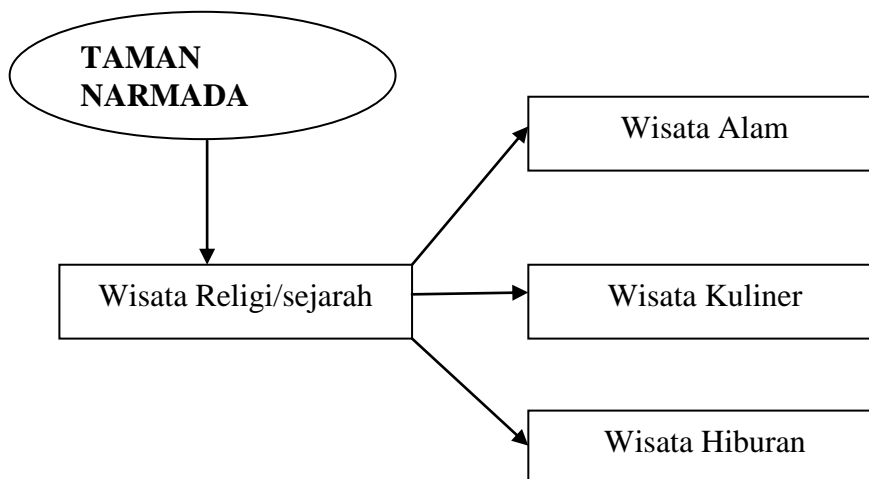 TAMAN
NARMADA
Wisata Alam
Wisata Religi/sejarah
Wisata Kuliner
Wisata Hiburan